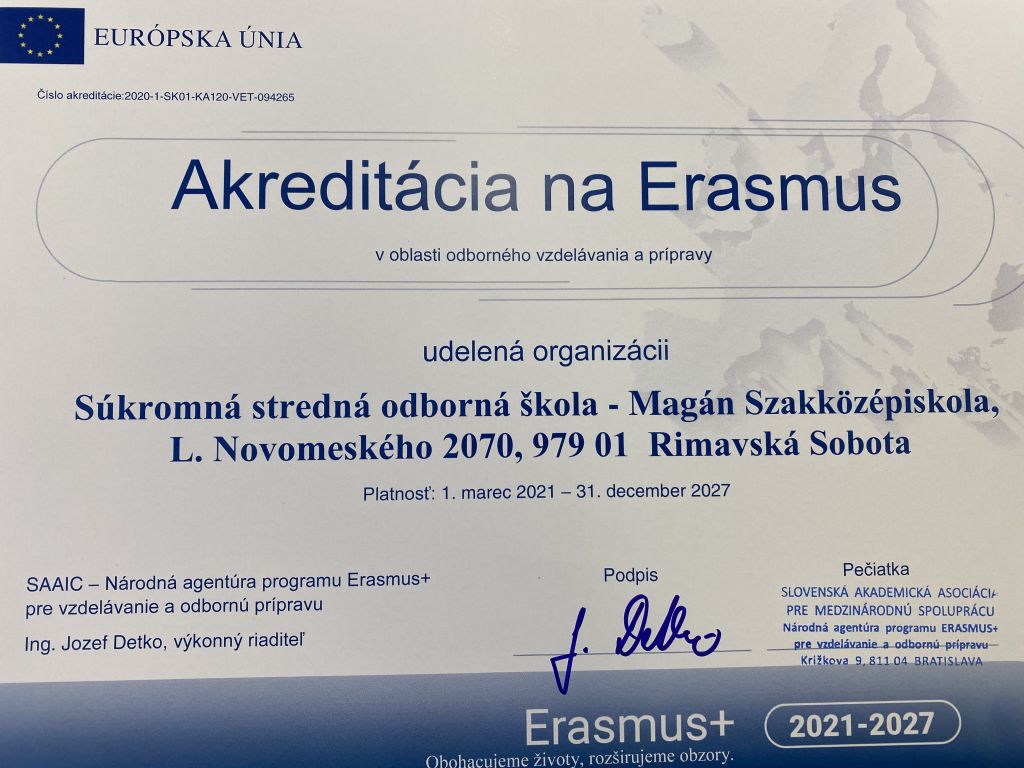 EURÓPSKA ÚNIA
Číslo akreditácie:2020-1-SK01-KA120-VET-094265
Akreditácia na Erasmus
v oblasti odborného vzdelávania a prípravy
udelená organizácii
Súkromná stredná odborná škola - Magán Szakközépiskola,
L. Novomeského 2070, 979 01 Rimavská Sobota
Platnosť: 1. marec 2021 – 31. december 2027
SAAIC – Národná agentúra programu Erasmus+
pre vzdelávanie a odbornú prípravu
Ing. Jozef Detko, výkonný riaditeľ
Podpis
J. Detko
Pečiatka
SLOVENSKÁ AKADEMICKÁ ASOCIÁCIA
PRE MEDZINÁRODNÚ SPOLUPRÁCU
Národná agentúra programu ERASMUS+
pre vzdelávanie a odbornú prípravu
Križkova 9, 811 04 BRATISLAVA
Erasmus+
2021-2027
Obohacujeme životy, rozširujeme obzory.